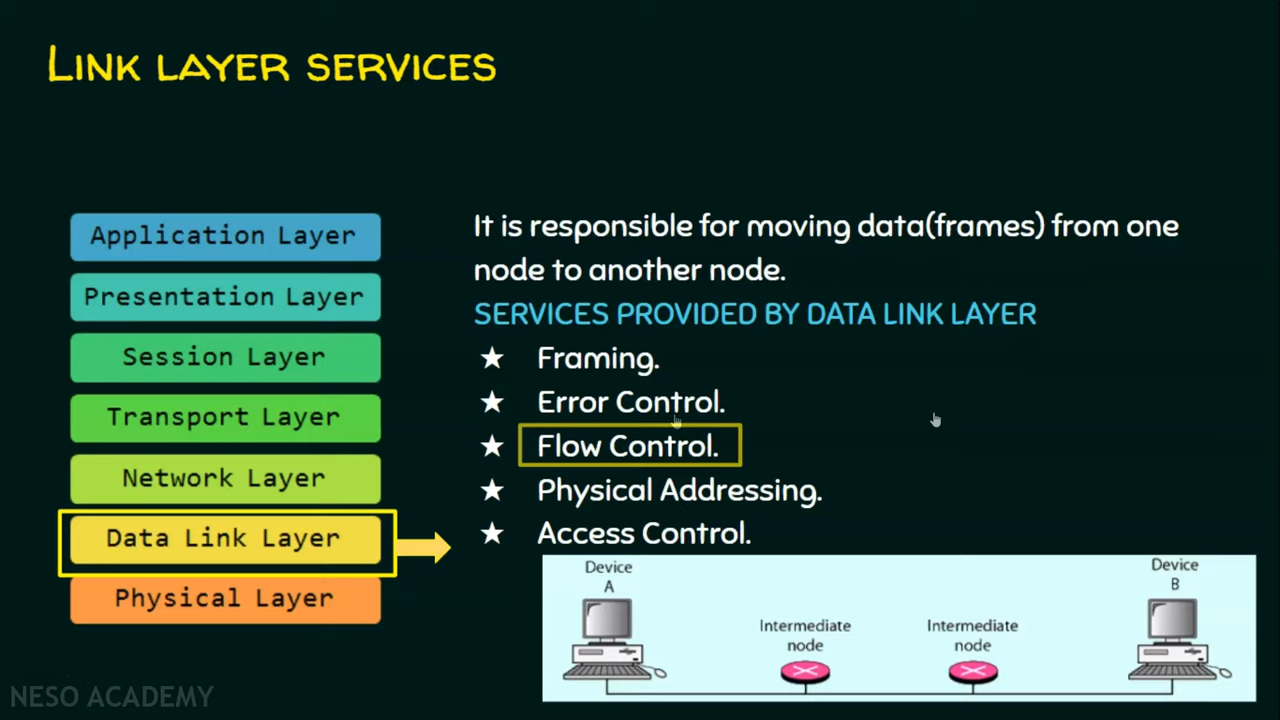 LINK LAYER SERVICES
Application Layer
Presentation Layer
Session Layer
Transport Layer
Network Layer
Data Link Layer
Physical Layer
It is responsible for moving data(frames) from one
node to another node.
SERVICES PROVIDED BY DATA LINK LAYER
★ Framing.
★ Error Control.
★ Flow Control.
★ Physical Addressing.
★ Access Control.
Device
A
Intermediate
node
Intermediate
node
Device
B
NESO ACADEMY